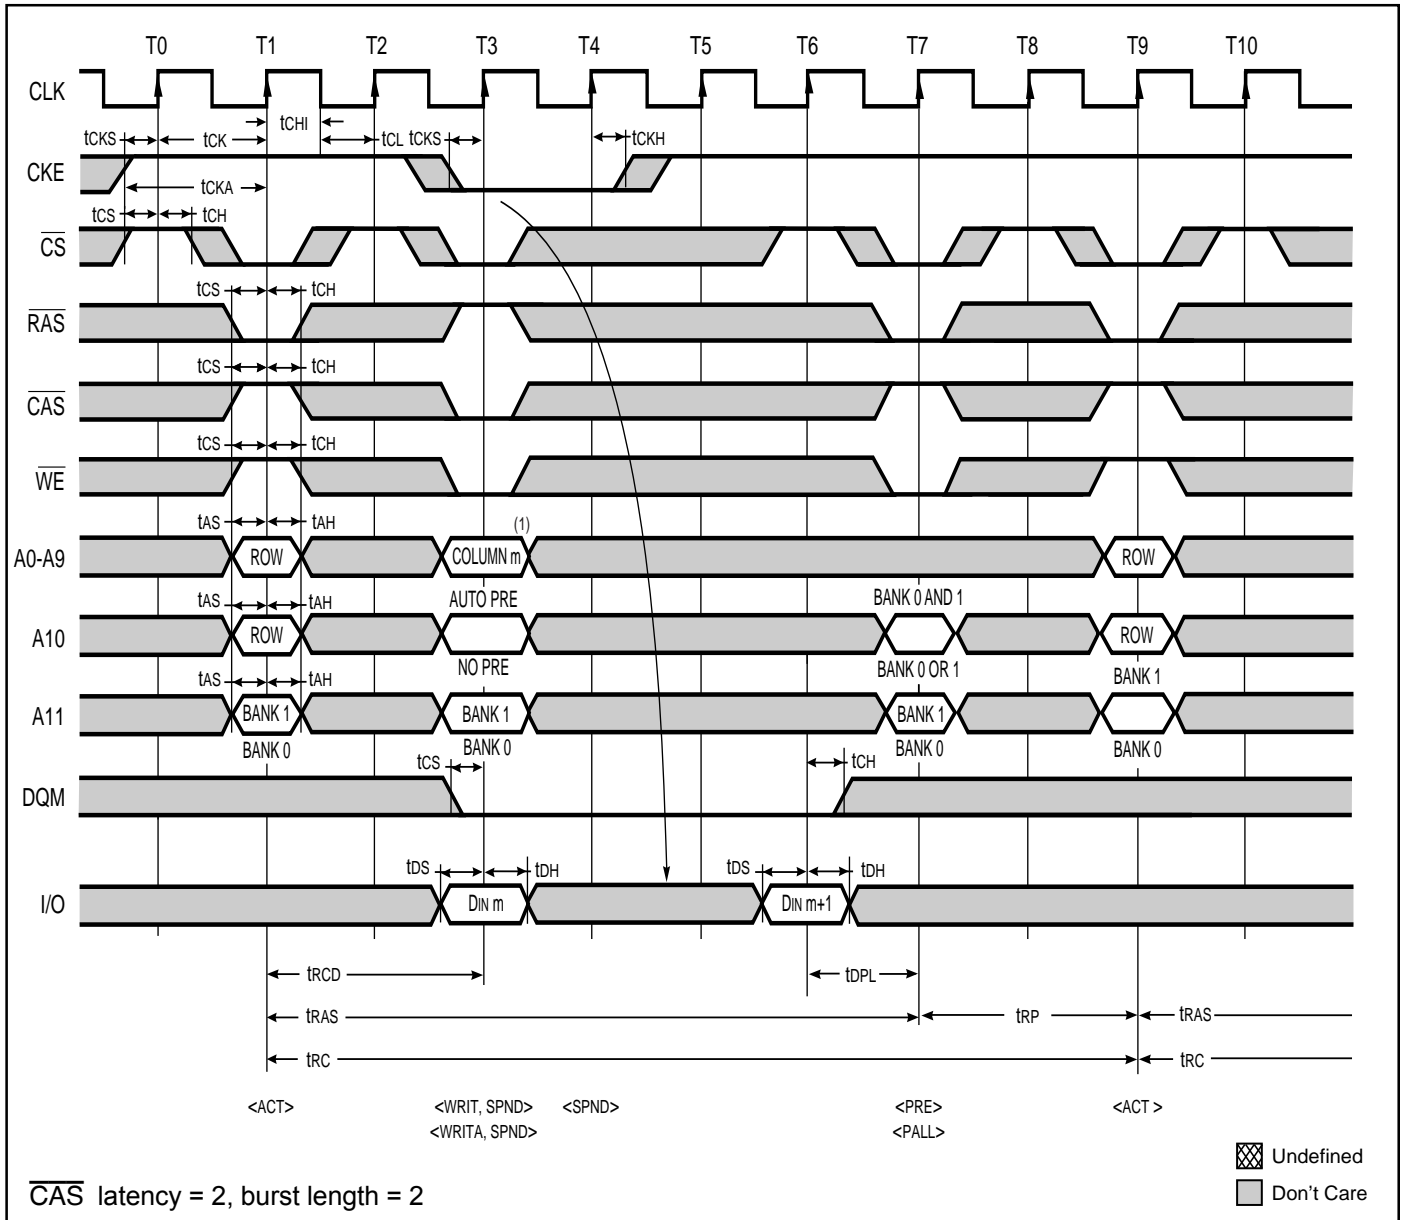 T0 T1 T2 T3 T4 T5 T6 T7 T8 T9 T10
CLK
tCHI
tCKS tCK tCL tCKS tCKH
CKE
tCKA
tCS tCH
CS
tCS tCH
RAS
tCS tCH
CAS
tCS tCH
WE
tAS tAH (1)
A0-A9 ROW COLUMN m ROW
tAS tAH AUTO PRE BANK 0 AND 1
A10 ROW ROW
NO PRE BANK 0 OR 1 BANK 1
tAS tAH
A11 BANK 1 BANK 1 BANK 1
BANK 0 BANK 0 BANK 0 BANK 0
tCS tCH
DQM
tDS tDH tDS tDH
I/O DIN m DIN m+1
tRCD tDPL
tRAS tRP tRAS
tRC tRC
<ACT> <WRIT, SPND> <SPND> <PRE> <ACT >
<WRITA, SPND> <PALL>
Undefined
Don't Care
CAS latency = 2, burst length = 2